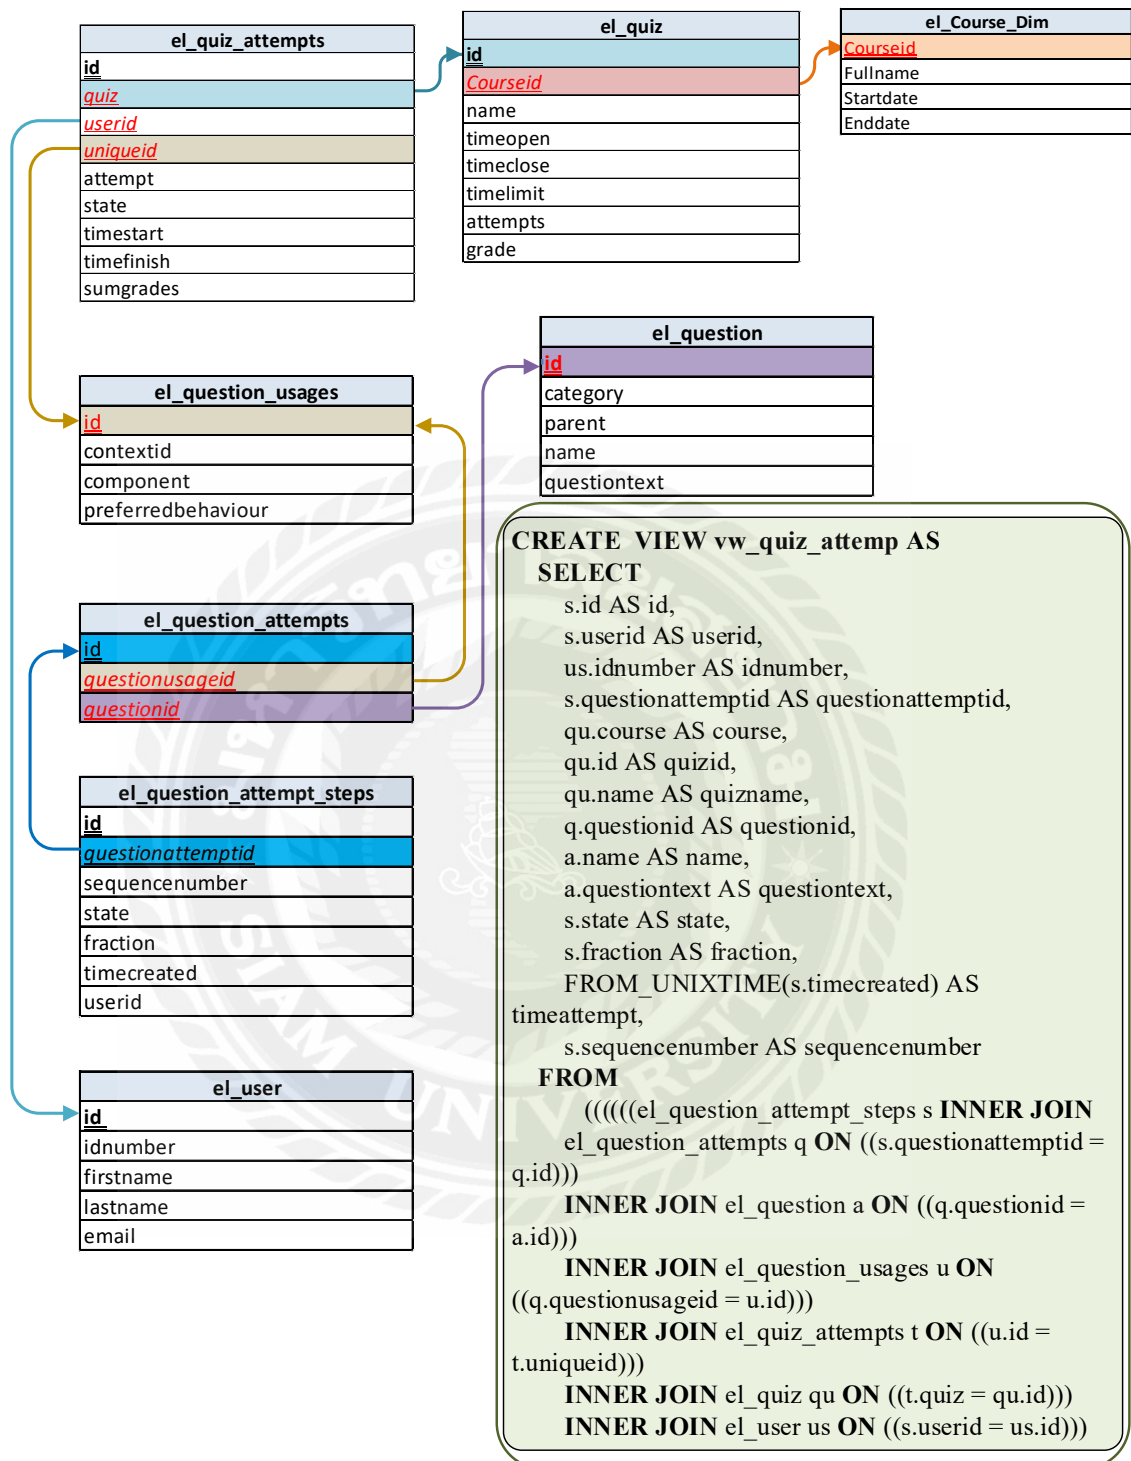 el_quiz_attempts
id
quiz
userid
uniqueid
attempt
state
timestart
timefinish
sumgrades
el_quiz
id
Courseid
name
timeopen
timeclose
timelimit
attempts
grade
el_Course_Dim
Courseid
Fullname
Startdate
Enddate
el_question
id
category
parent
name
questiontext
el_question_usages
id
contextid
component
preferredbehaviour
el_question_attempts
id
questionusageid
questionid
el_question_attempt_steps
id
questionattemptid
sequencenumber
state
fraction
timecreated
userid
el_user
id
idnumber
firstname
lastname
email
CREATE VIEW vw_quiz_attemp AS
SELECT
s.id AS id,
s.userid AS userid,
us.idnumber AS idnumber,
s.questionattemptid AS questionattemptid,
qu.course AS course,
qu.id AS quizid,
qu.name AS quizname,
q.questionid AS questionid,
a.name AS name,
a.questiontext AS questiontext,
s.state AS state,
s.fraction AS fraction,
FROM_UNIXTIME(s.timecreated) AS
timeattempt,
s.sequencenumber AS sequencenumber
FROM
((((((el_question_attempt_steps s INNER JOIN
el_question_attempts q ON ((s.questionattemptid =
q.id)))
INNER JOIN el_question a ON ((q.questionid =
a.id)))
INNER JOIN el_question_usages u ON
((q.questionusageid = u.id)))
INNER JOIN el_quiz_attempts t ON ((u.id =
t.uniqueid)))
INNER JOIN el_quiz qu ON ((t.quiz = qu.id)))
INNER JOIN el_user us ON ((s.userid = us.id)))
SIAM UNIVERSITY